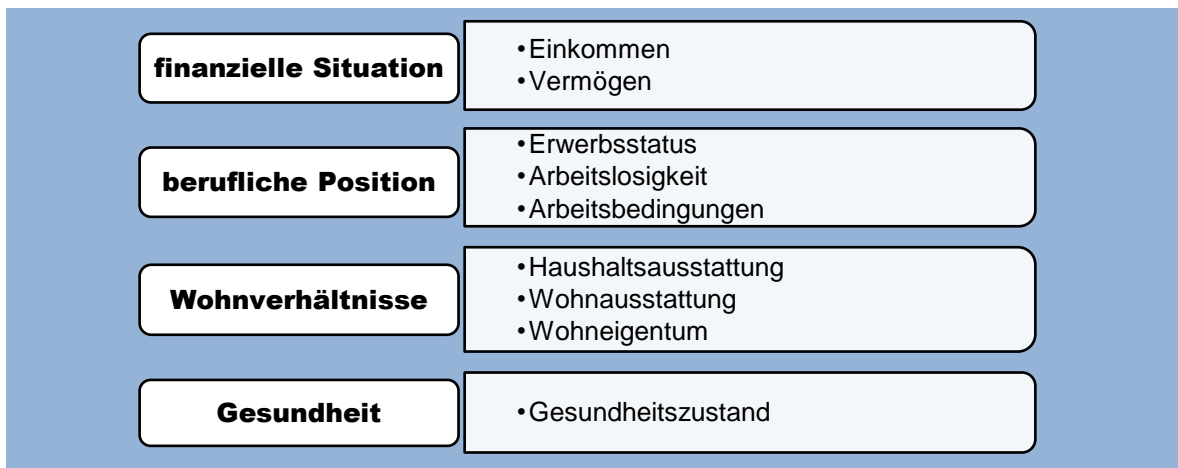 finanzielle Situation
•Einkommen
•Vermögen
berufliche Position
•Erwerbsstatus
•Arbeitslosigkeit
•Arbeitsbedingungen
Wohnverhältnisse
•Haushaltsausstattung
•Wohnausstattung
•Wohneigentum
Gesundheit
•Gesundheitszustand